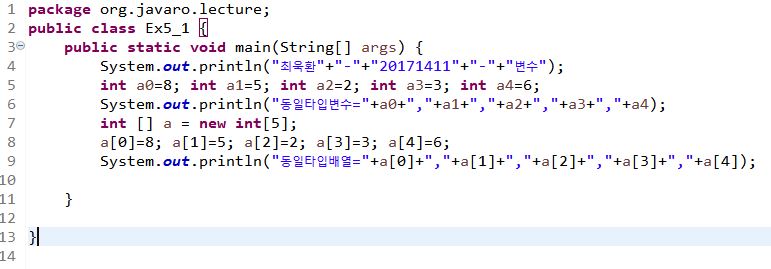 1 package org.javaro.lecture;
2 public class Ex5_1 {
3 public static void main(String[] args) {
4 System.out.println("최옥환"+"-"+"20171411"+"-"+"변수");
5 int a0=8; int a1=5; int a2=2; int a3=3; int a4=6;
6 System.out.println("동일타입변수="+a0+","+a1+","+a2+","+a3+","+a4);
7 int [] a = new int[5];
8 a[0]=8; a[1]=5; a[2]=2; a[3]=3; a[4]=6;
9 System.out.println("동일타입배열="+a[0]+","+a[1]+","+a[2]+","+a[3]+","+a[4]);
10
11 }
12
13 }
14